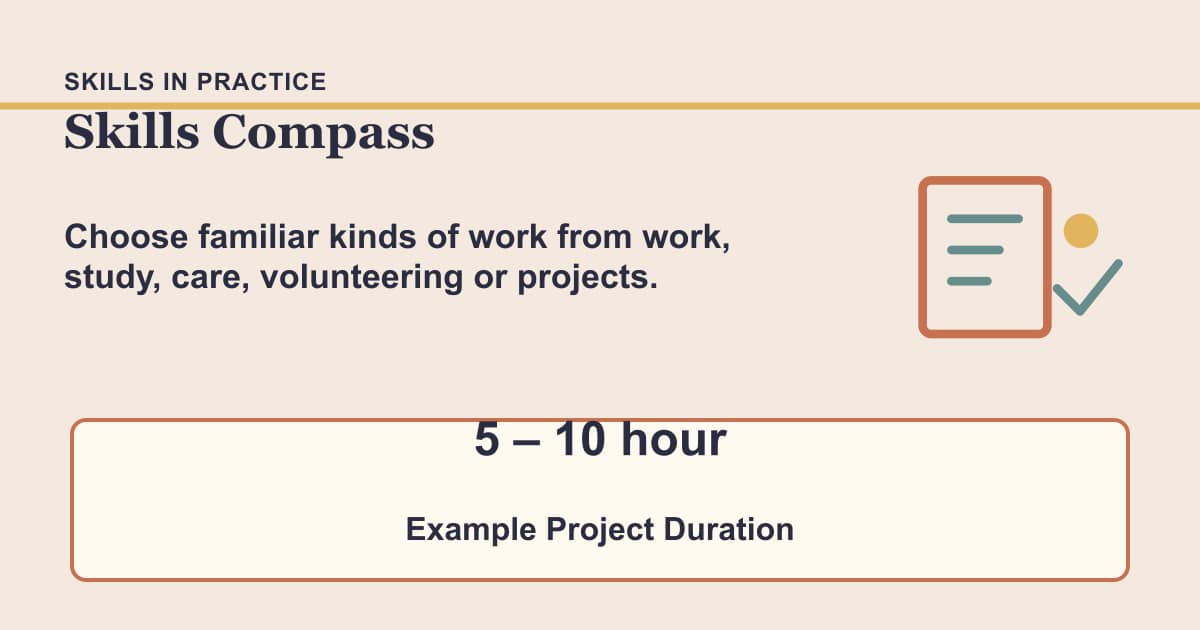 SKILLS IN PRACTICE
Skills Compass
Choose familiar kinds of work from work,
study, care, volunteering or projects.
5 – 10 hour
Example Project Duration